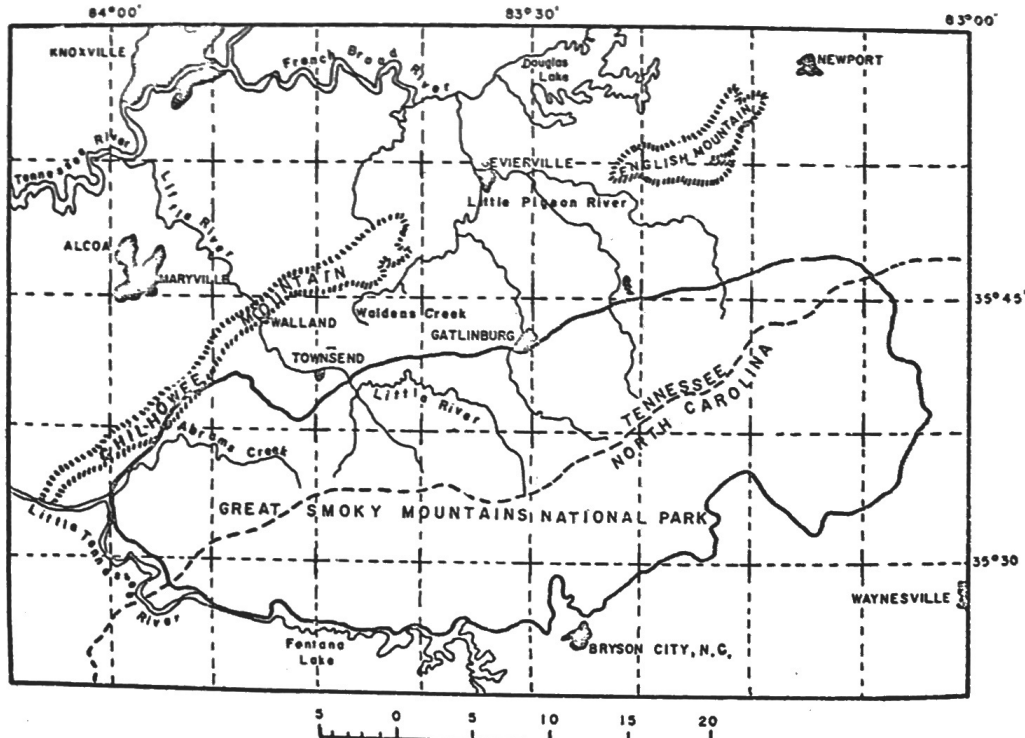 84°00'
83°30'
83°00'
KNOXVILLE
French Broad River
Douglas
Lake
NEWPORT
ENGLISH MOUNTAIN
Tennessee River
Little River
SEVIERVILLE
Little Pigeon River
ALCOA
MARYVILLE
CHILHOWEE MOUNTAIN
WALLAND
Waldens Creek
GATLINBURG
35°45'
TOWNSEND
Little River
TENNESSEE
NORTH CAROLINA
Abrams Creek
GREAT SMOKY MOUNTAINS NATIONAL PARK
Little Tennessee River
35°30'
WAYNESVILLE
Fontana
Lake
BRYSON CITY, N.C.
5 0 5 10 15 20